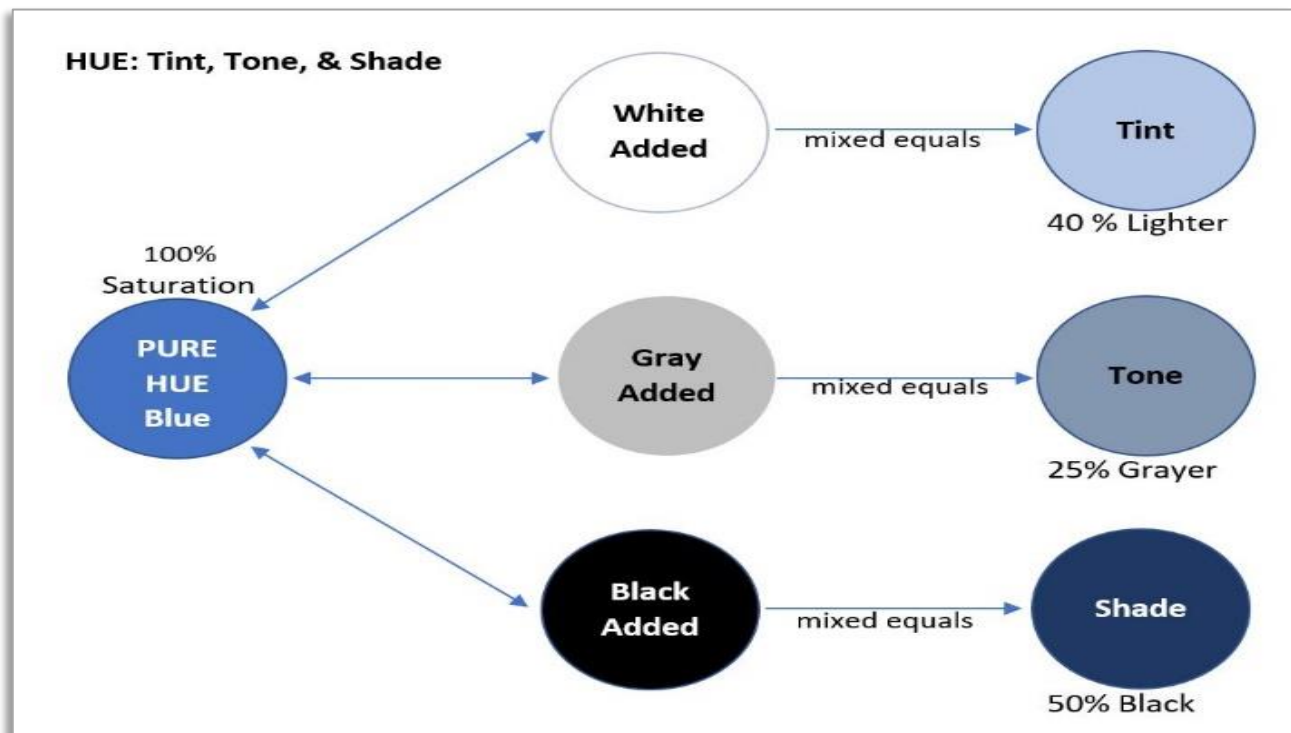 HUE: Tint, Tone, & Shade
100%
Saturation
PURE
HUE
Blue
White
Added
mixed equals
Tint
40 % Lighter
Gray
Added
mixed equals
Tone
25% Grayer
Black
Added
mixed equals
Shade
50% Black